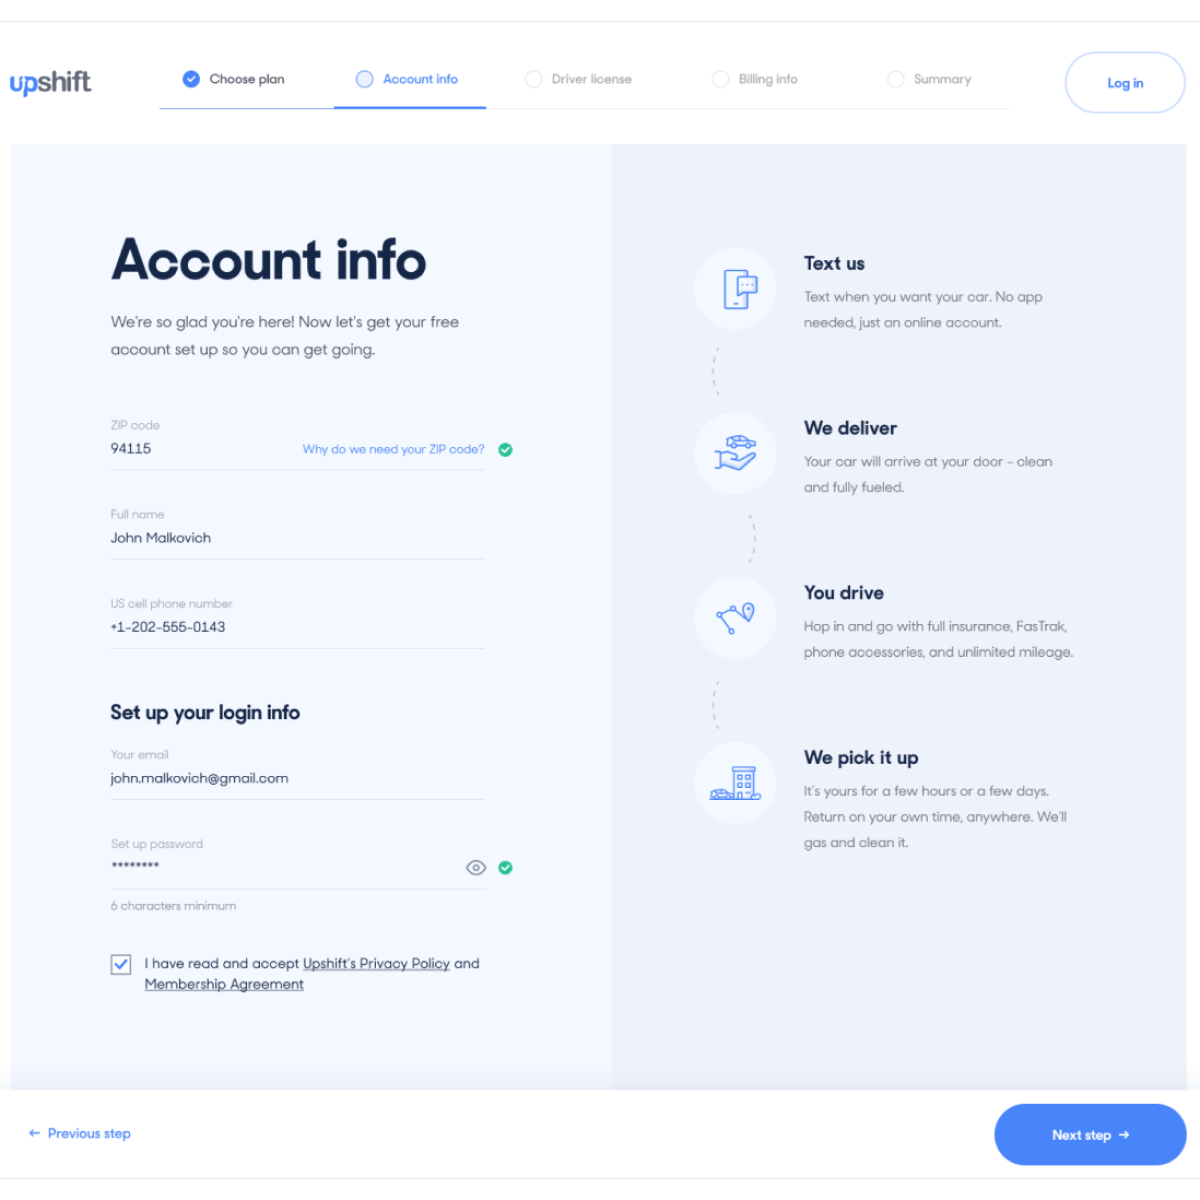 upshift
Choose plan
Account info
Driver license
Billing info
Summary
Log in
Account info
We're so glad you're here! Now let's get your free
account set up so you can get going.
ZIP code
94115
Why do we need your ZIP code?
Full name
John Malkovich
US cell phone number
+1-202-555-0143
Set up your login info
Your email
john.malkovich@gmail.com
Set up password
********
6 characters minimum
I have read and accept Upshift's Privacy Policy and
Membership Agreement
Text us
Text when you want your car. No app
needed, just an online account.
We deliver
Your car will arrive at your door - clean
and fully fueled.
You drive
Hop in and go with full insurance, FasTrak,
phone accessories, and unlimited mileage.
We pick it up
It's yours for a few hours or a few days.
Return on your own time, anywhere. We'll
gas and clean it.
← Previous step
Next step →